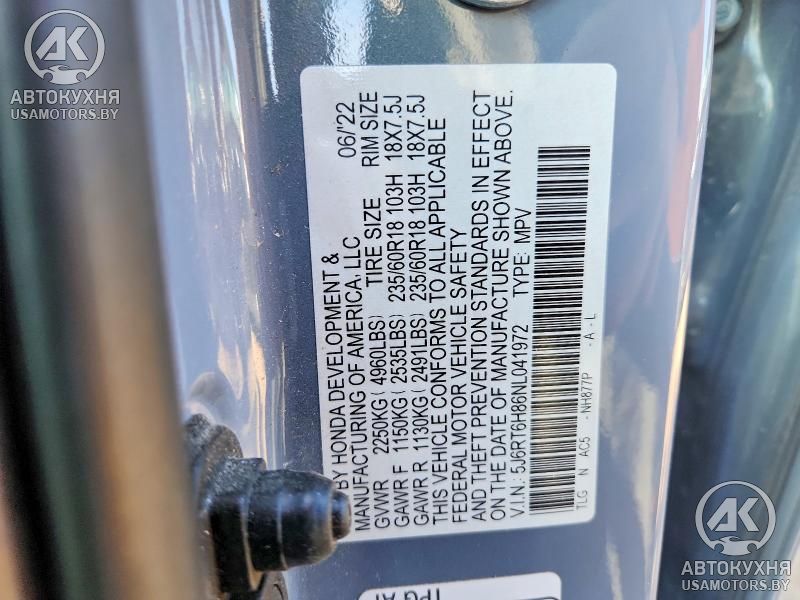 AK
АВТОКУХНЯ
USAMOTORS.BY
BY HONDA DEVELOPMENT & 06/'22
MANUFACTURING OF AMERICA, LLC
TIRE SIZE RIM SIZE
GVWR 2250KG ( 4960LBS)
GAWR F 1150KG ( 2535LBS) 235/60R18 103H 18X7.5J
GAWR R 1130KG ( 2491LBS) 235/60R18 103H 18X7.5J
THIS VEHICLE CONFORMS TO ALL APPLICABLE
FEDERAL MOTOR VEHICLE SAFETY
AND THEFT PREVENTION STANDARDS IN EFFECT
ON THE DATE OF MANUFACTURE SHOWN ABOVE.
V.I.N.: 5J6RT6H86NL041972 TYPE: MPV
TLG N AC5 -NH877P -A -L
TPG
AK
АВТОКУХНЯ
USAMOTORS.BY